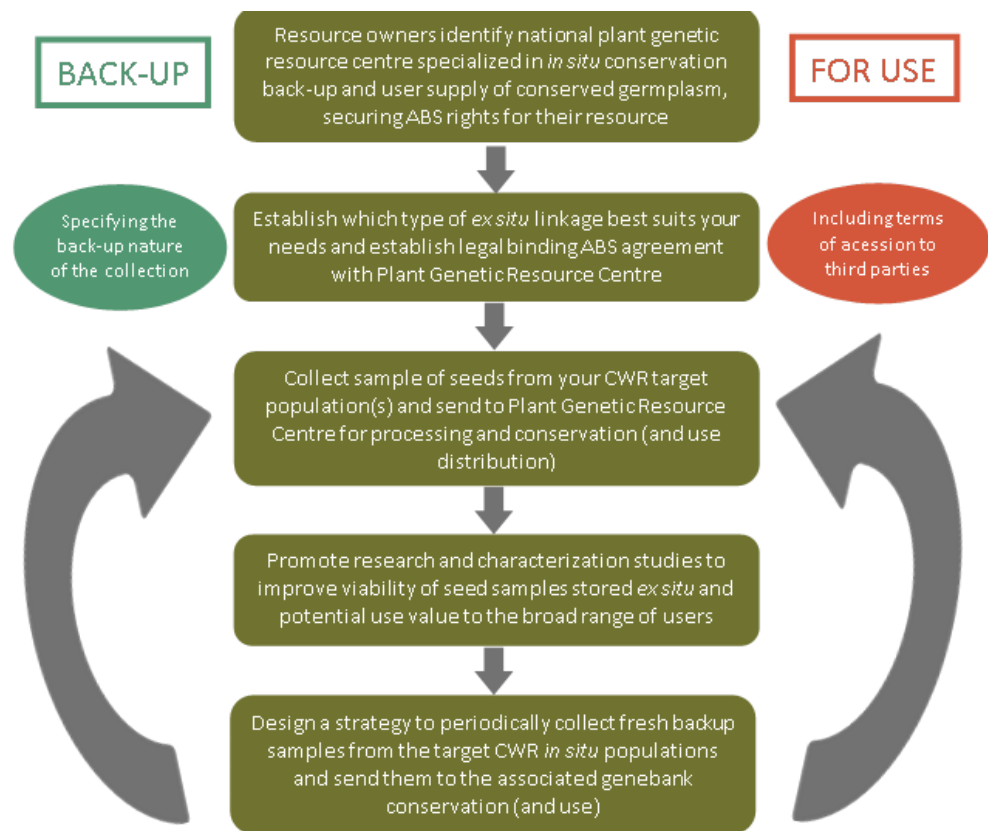 BACK-UP
FOR USE
Resource owners identify national plant genetic
resource centre specialized in in situ conservation
back-up and user supply of conserved germplasm,
securing ABS rights for their resource
Specifying the
back-up nature
of the collection
Establish which type of ex situ linkage best suits your
needs and establish legal binding ABS agreement
with Plant Genetic Resource Centre
Including terms
of acession to
third parties
Collect sample of seeds from your CWR target
population(s) and send to Plant Genetic Resource
Centre for processing and conservation (and use
distribution)
Promote research and characterization studies to
improve viability of seed samples stored ex situ and
potential use value to the broad range of users
Design a strategy to periodically collect fresh backup
samples from the target CWR in situ populations
and send them to the associated genebank
conservation (and use)